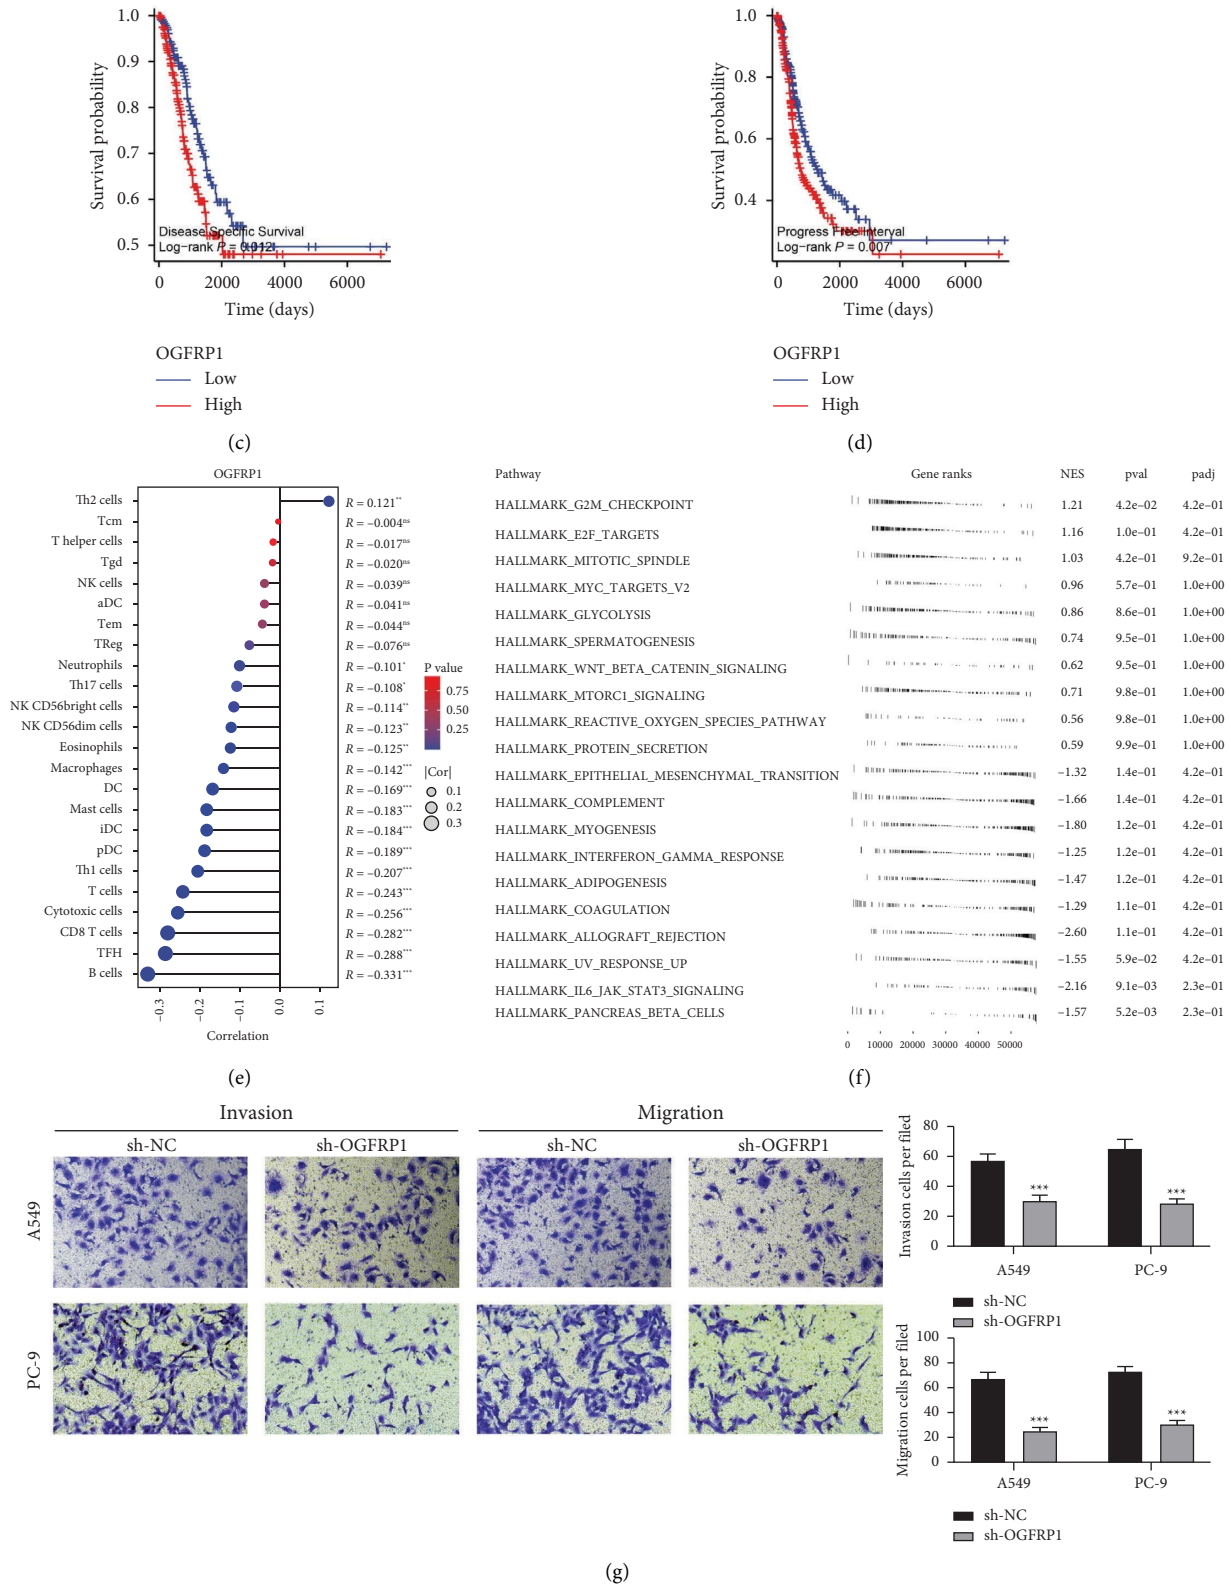 1.0
0.9
0.8
0.7
0.6
0.5
Survival probability
Disease Specific Survival
Log-rank P = 0.012
0 2000 4000 6000
Time (days)
OGFRP1
Low
High
(c)
1.0
0.8
0.6
0.4
Survival probability
Progress Free Interval
Log-rank P = 0.007
0 2000 4000 6000
Time (days)
OGFRP1
Low
High
(d)
OGFRP1
Th2 cells R = 0.121**
Tcm R = −0.004ns
T helper cells R = −0.017ns
Tgd R = −0.020ns
NK cells R = −0.039ns
aDC R = −0.041ns
Tem R = −0.044ns
TReg R = −0.076ns
Neutrophils R = −0.101*
Th17 cells R = −0.108*
NK CD56bright cells R = −0.114**
NK CD56dim cells R = −0.123**
Eosinophils R = −0.125**
Macrophages R = −0.142***
DC R = −0.169***
Mast cells R = −0.183***
iDC R = −0.184***
pDC R = −0.189***
Th1 cells R = −0.207***
T cells R = −0.243***
Cytotoxic cells R = −0.256***
CD8 T cells R = −0.282***
TFH R = −0.288***
B cells R = −0.331***
−0.3 −0.2 −0.1 0.0 0.1
Correlation
P value
0.75
0.50
0.25
|Cor|
0.1
0.2
0.3
(e)
Pathway Gene ranks NES pval padj
HALLMARK_G2M_CHECKPOINT 1.21 4.2e−02 4.2e−01
HALLMARK_E2F_TARGETS 1.16 1.0e−01 4.2e−01
HALLMARK_MITOTIC_SPINDLE 1.03 4.2e−01 9.2e−01
HALLMARK_MYC_TARGETS_V2 0.96 5.7e−01 1.0e+00
HALLMARK_GLYCOLYSIS 0.86 8.6e−01 1.0e+00
HALLMARK_SPERMATOGENESIS 0.74 9.5e−01 1.0e+00
HALLMARK_WNT_BETA_CATENIN_SIGNALING 0.62 9.5e−01 1.0e+00
HALLMARK_MTORC1_SIGNALING 0.71 9.8e−01 1.0e+00
HALLMARK_REACTIVE_OXYGEN_SPECIES_PATHWAY 0.56 9.8e−01 1.0e+00
HALLMARK_PROTEIN_SECRETION 0.59 9.9e−01 1.0e+00
HALLMARK_EPITHELIAL_MESENCHYMAL_TRANSITION −1.32 1.4e−01 4.2e−01
HALLMARK_COMPLEMENT −1.66 1.4e−01 4.2e−01
HALLMARK_MYOGENESIS −1.80 1.2e−01 4.2e−01
HALLMARK_INTERFERON_GAMMA_RESPONSE −1.25 1.2e−01 4.2e−01
HALLMARK_ADIPOGENESIS −1.47 1.2e−01 4.2e−01
HALLMARK_COAGULATION −1.29 1.1e−01 4.2e−01
HALLMARK_ALLOGRAFT_REJECTION −2.60 1.1e−01 4.2e−01
HALLMARK_UV_RESPONSE_UP −1.55 5.9e−02 4.2e−01
HALLMARK_IL6_JAK_STAT3_SIGNALING −2.16 9.1e−03 2.3e−01
HALLMARK_PANCREAS_BETA_CELLS −1.57 5.2e−03 2.3e−01
0 10000 20000 30000 40000 50000
(f)
Invasion Migration
sh-NC sh-OGFRP1 sh-NC sh-OGFRP1
A549
PC-9
80
60
40
20
0
Invasion cells per filed
*** ***
A549 PC-9
sh-NC
sh-OGFRP1
100
80
60
40
20
0
Migration cells per filed
*** ***
A549 PC-9
sh-NC
sh-OGFRP1
(g)